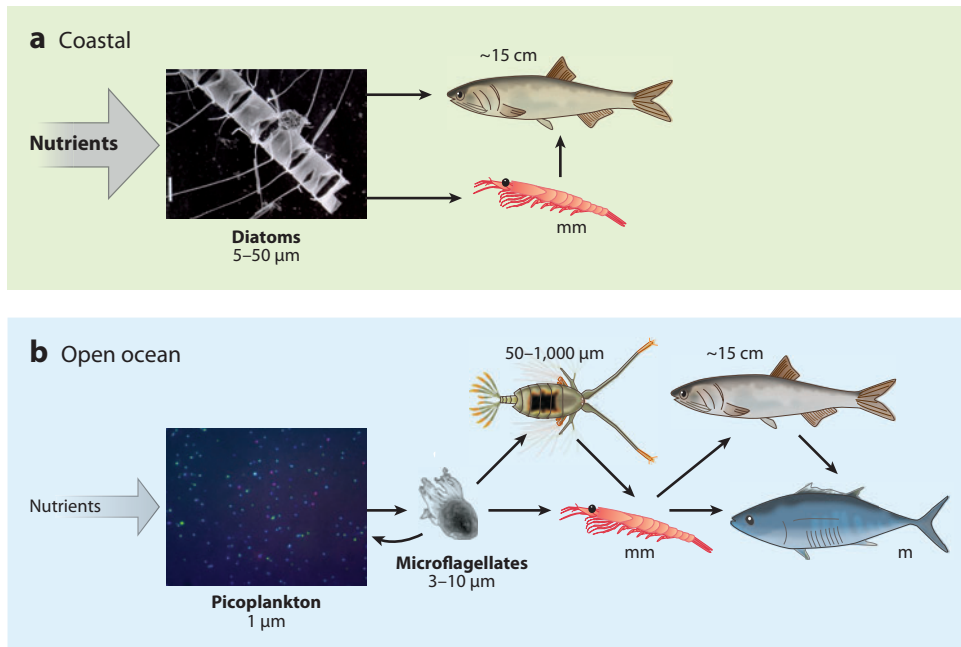 a Coastal
~15 cm
Nutrients
mm
Diatoms
5–50 µm
b Open ocean
50–1,000 µm
~15 cm
Nutrients
mm
m
Microflagellates
3–10 µm
Picoplankton
1 µm